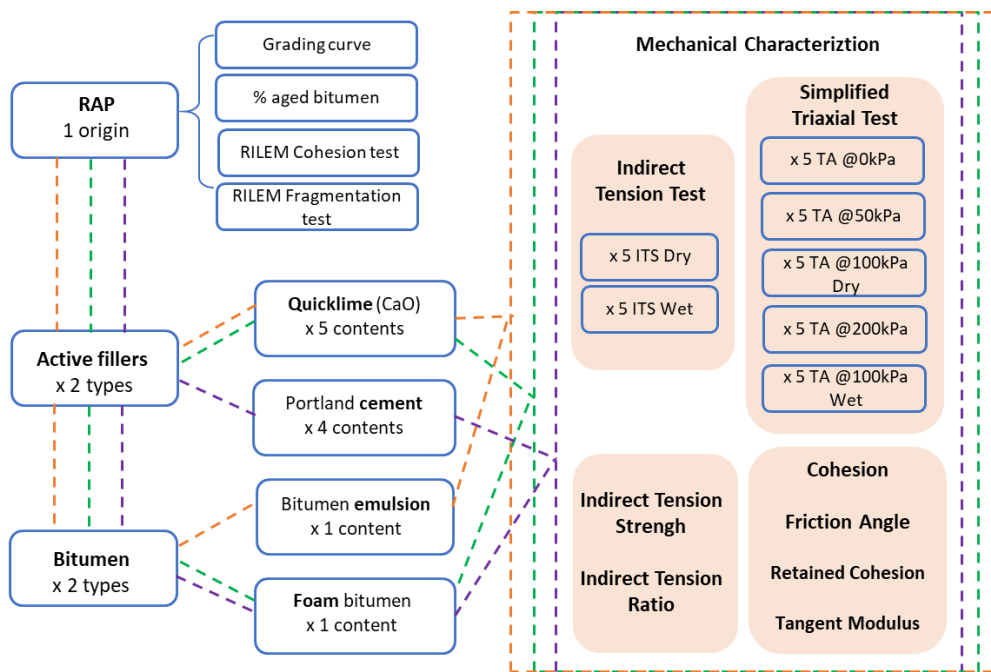 RAP
1 origin
Grading curve
% aged bitumen
RILEM Cohesion test
RILEM Fragmentation
test
Active fillers
x 2 types
Quicklime (CaO)
x 5 contents
Portland cement
x 4 contents
Bitumen
x 2 types
Bitumen emulsion
x 1 content
Foam bitumen
x 1 content
Mechanical Characteriztion
Indirect
Tension Test
x 5 ITS Dry
x 5 ITS Wet
Simplified
Triaxial Test
x 5 TA @0kPa
x 5 TA @50kPa
x 5 TA @100kPa
Dry
x 5 TA @200kPa
x 5 TA @100kPa
Wet
Indirect Tension
Strengh
Indirect Tension
Ratio
Cohesion
Friction Angle
Retained Cohesion
Tangent Modulus